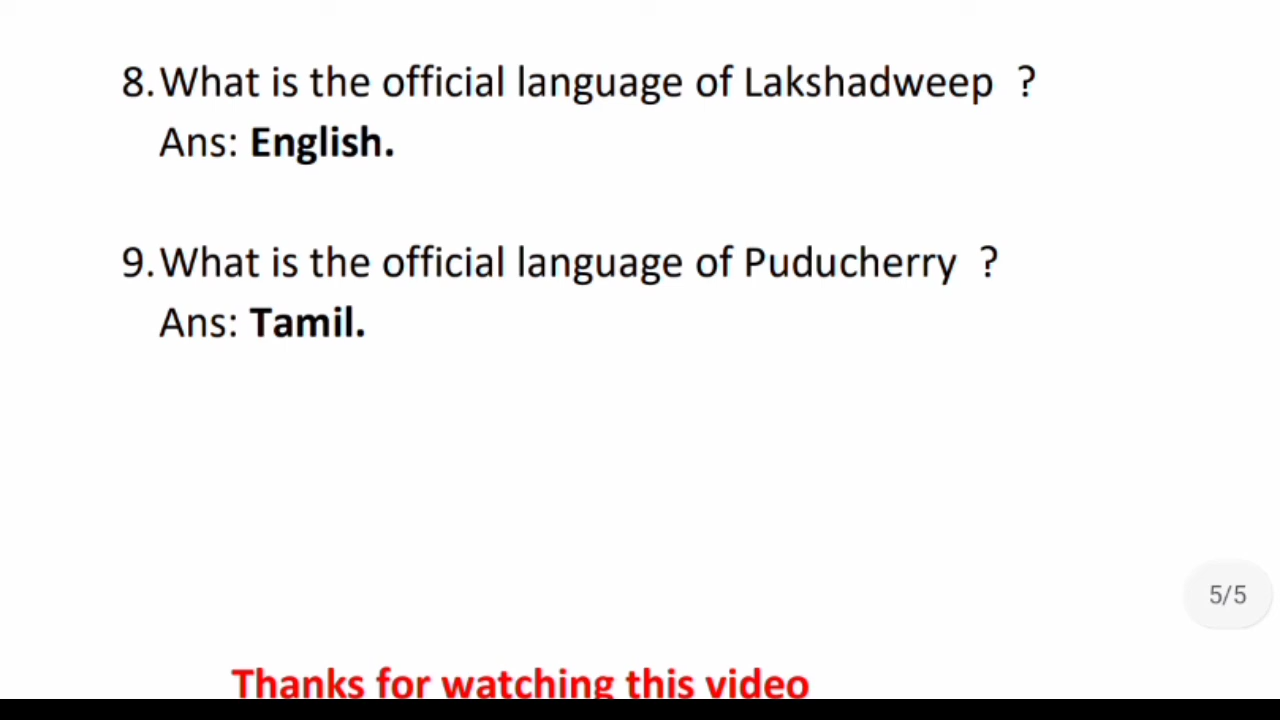 8.What is the official language of Lakshadweep ?
Ans: English.
9.What is the official language of Puducherry ?
Ans: Tamil.
5/5
Thanks for watching this video